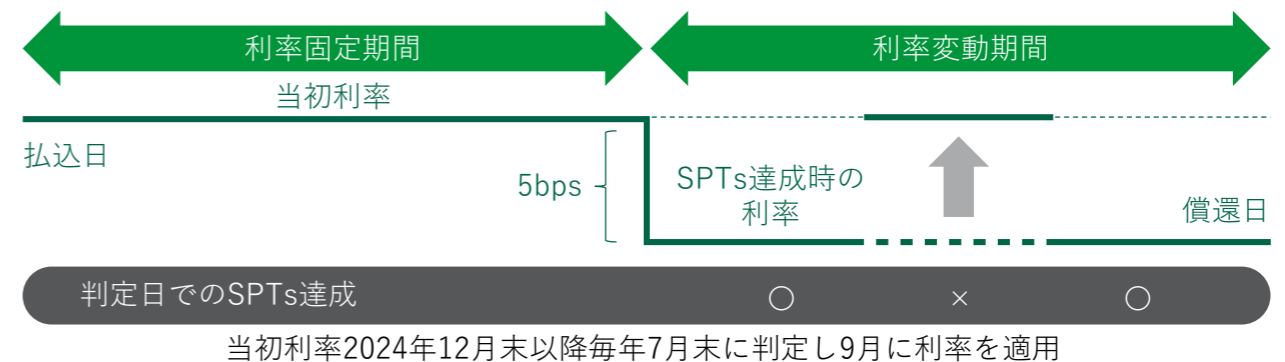 利率固定期間
利率変動期間
当初利率
払込日
5bps
SPTs達成時の
利率
償還日
判定日でのSPTs達成
○
×
○
当初利率2024年12月末以降毎年7月末に判定し9月に利率を適用